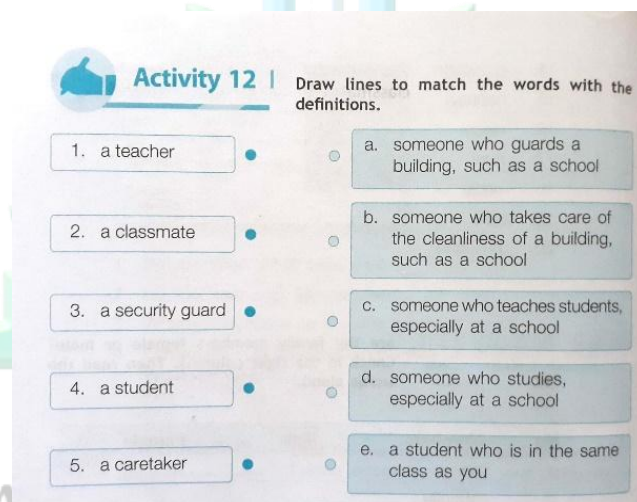 Activity 12 | Draw lines to match the words with the
definitions.
1. a teacher
a. someone who guards a
building, such as a school
2. a classmate
b. someone who takes care of
the cleanliness of a building,
such as a school
3. a security guard
c. someone who teaches students,
especially at a school
4. a student
d. someone who studies,
especially at a school
5. a caretaker
e. a student who is in the same
class as you